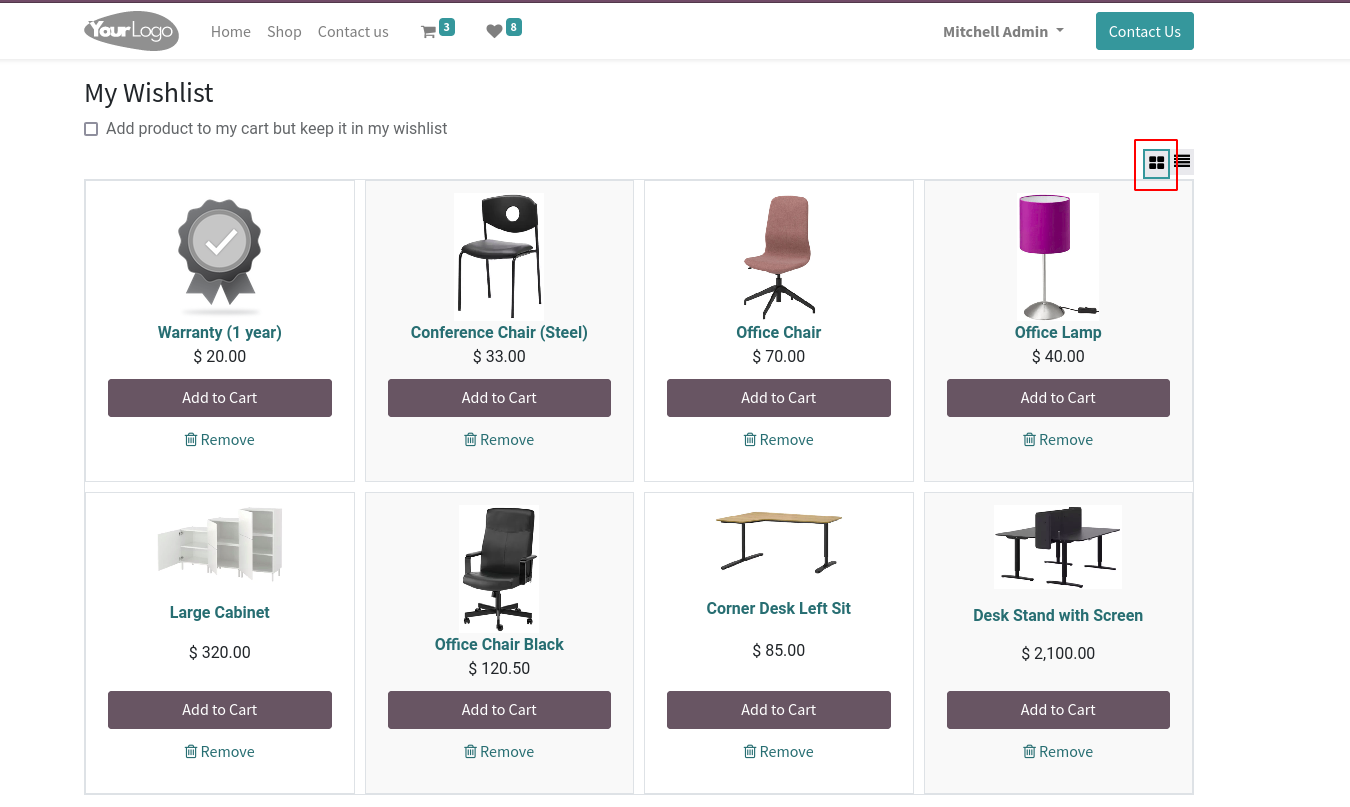 YourLogo Home Shop Contact us 3 8 Mitchell Admin Contact Us
My Wishlist
Add product to my cart but keep it in my wishlist
Warranty (1 year) Conference Chair (Steel) Office Chair Office Lamp
$ 20.00 $ 33.00 $ 70.00 $ 40.00
Add to Cart Add to Cart Add to Cart Add to Cart
Remove Remove Remove Remove
Large Cabinet Office Chair Black Corner Desk Left Sit Desk Stand with Screen
$ 320.00 $ 120.50 $ 85.00 $ 2,100.00
Add to Cart Add to Cart Add to Cart Add to Cart
Remove Remove Remove Remove